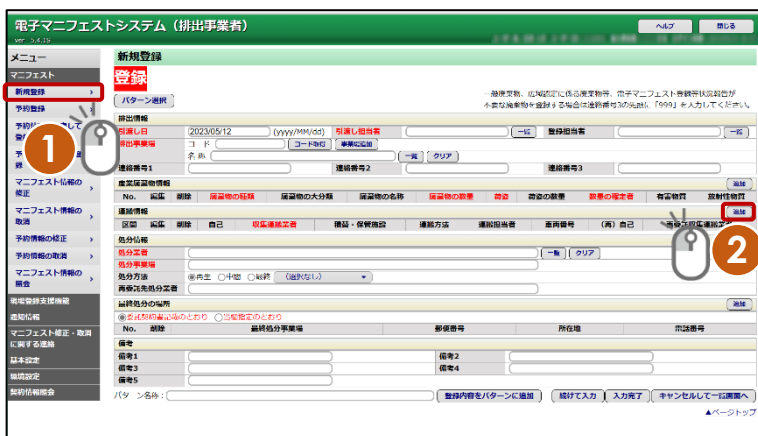 電子マニフェストシステム（排出事業者）
ver 5.4.15
ヘルプ 閉じる
メニュー
マニフェスト
新規登録
予約登録
マニフェスト情報の
修正
マニフェスト情報の
取消
予約情報の修正
予約情報の取消
マニフェスト情報の
照会
現場登録支援機能
通知情報
マニフェスト修正・取消
に関する連絡
基本設定
環境設定
契約情報照会
新規登録
登録
パターン選択
一般廃棄物、広域認定に係る廃棄物等、電子マニフェスト登録等状況報告が
不要な廃棄物を登録する場合は連絡番号3の先頭に「999」を入力してください。
排出情報
引渡し日 2023/05/12 (yyyy/MM/dd) 引渡し担当者 一覧 登録担当者 一覧
排出事業場 コード コード取得 事業場追加
名称 一覧 クリア
連絡番号1 連絡番号2 連絡番号3
産業廃棄物情報 追加
No. 編集 削除 廃棄物の種類 廃棄物の大分類 廃棄物の名称 廃棄物の数量 荷姿 荷姿の数量 数量の確定者 有害物質 放射性物質
運搬情報 追加
区間 編集 削除 自己 収集運搬業者 積替・保管施設 運搬方法 運搬担当者 車両番号 （再）自己 再委託収集運搬業者
処分情報
処分業者 一覧 クリア
処分事業場
処分方法 再生 中間 最終 （選択なし）
再委託先処分業者
最終処分の場所 追加
委託契約書記載のとおり 当欄指定のとおり
No. 削除 最終処分事業場 郵便番号 所在地 電話番号
備考
備考1 備考2
備考3 備考4
備考5
パターン名称： 登録内容をパターンに追加 続けて入力 入力完了 キャンセルして一覧画面へ
▲ページトップ
1
2